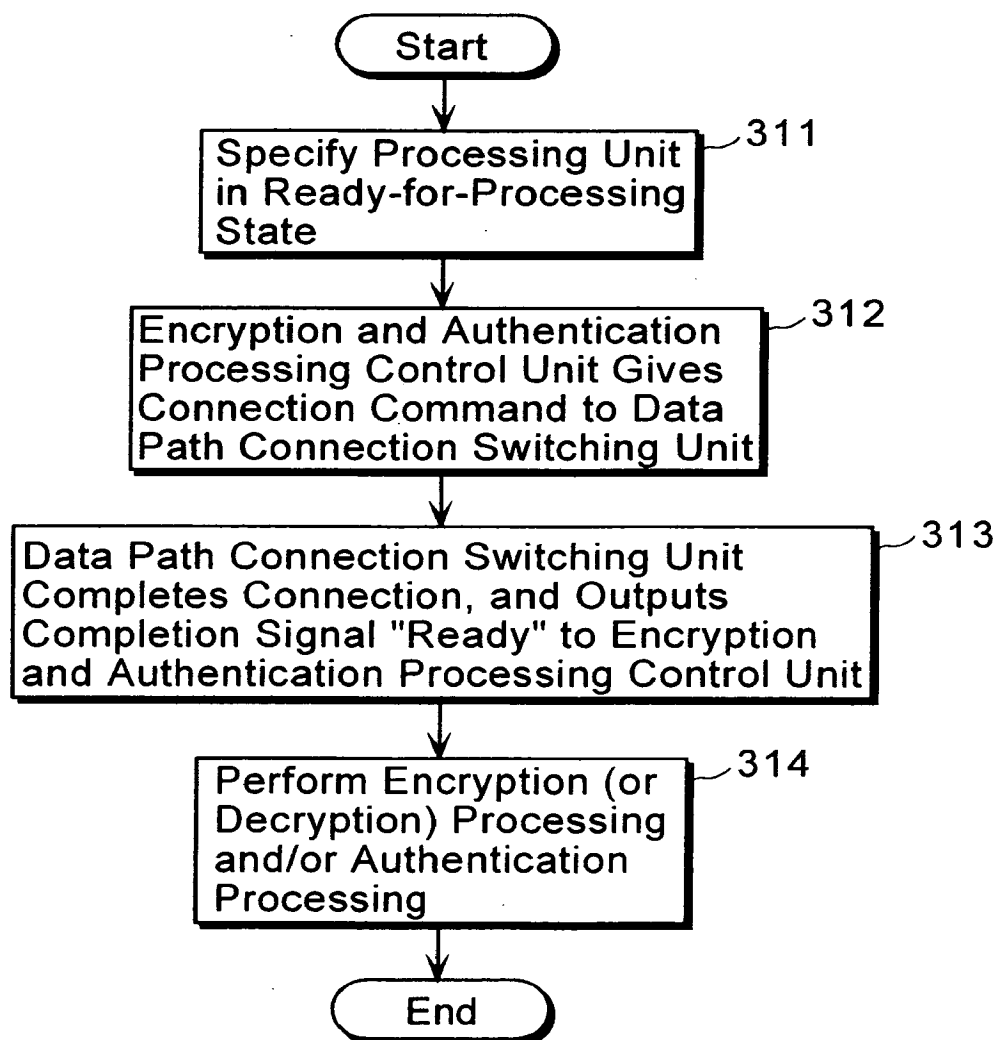 Start
311
Specify Processing Unit
in Ready-for-Processing
State
312
Encryption and Authentication
Processing Control Unit Gives
Connection Command to Data
Path Connection Switching Unit
313
Data Path Connection Switching Unit
Completes Connection, and Outputs
Completion Signal "Ready" to Encryption
and Authentication Processing Control Unit
314
Perform Encryption (or
Decryption) Processing
and/or Authentication
Processing
End